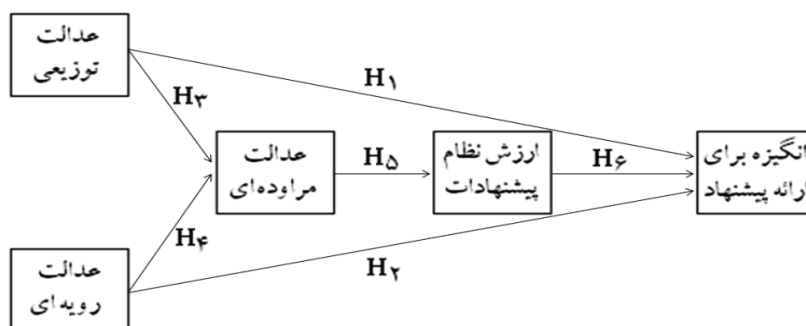 عدالت
توزیعی
H۱
H۳
عدالت
مراوده‌ای
H۵
ارزش نظام
پیشنهادات
H۶
انگیزه برای
ارائه پیشنهاد
H۴
عدالت
رویه‌ای
H۲